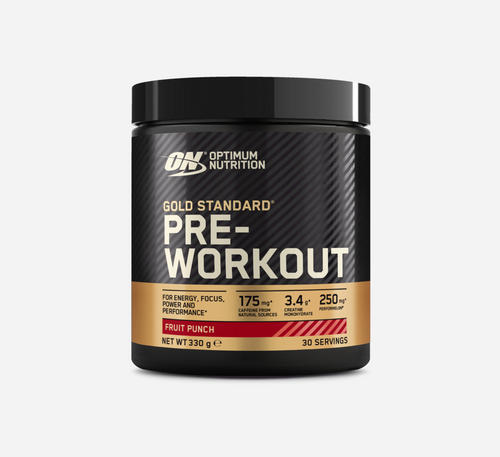 ON®
OPTIMUM
NUTRITION
GOLD STANDARD®
PRE-
WORKOUT
FOR ENERGY, FOCUS,
POWER AND
PERFORMANCE*
175 mg*
CAFFEINE FROM
NATURAL SOURCES
3.4 g*
CREATINE
MONOHYDRATE
250 mg*
PERFORMELON®
FRUIT PUNCH
NET WT 330 g ℮
30 SERVINGS